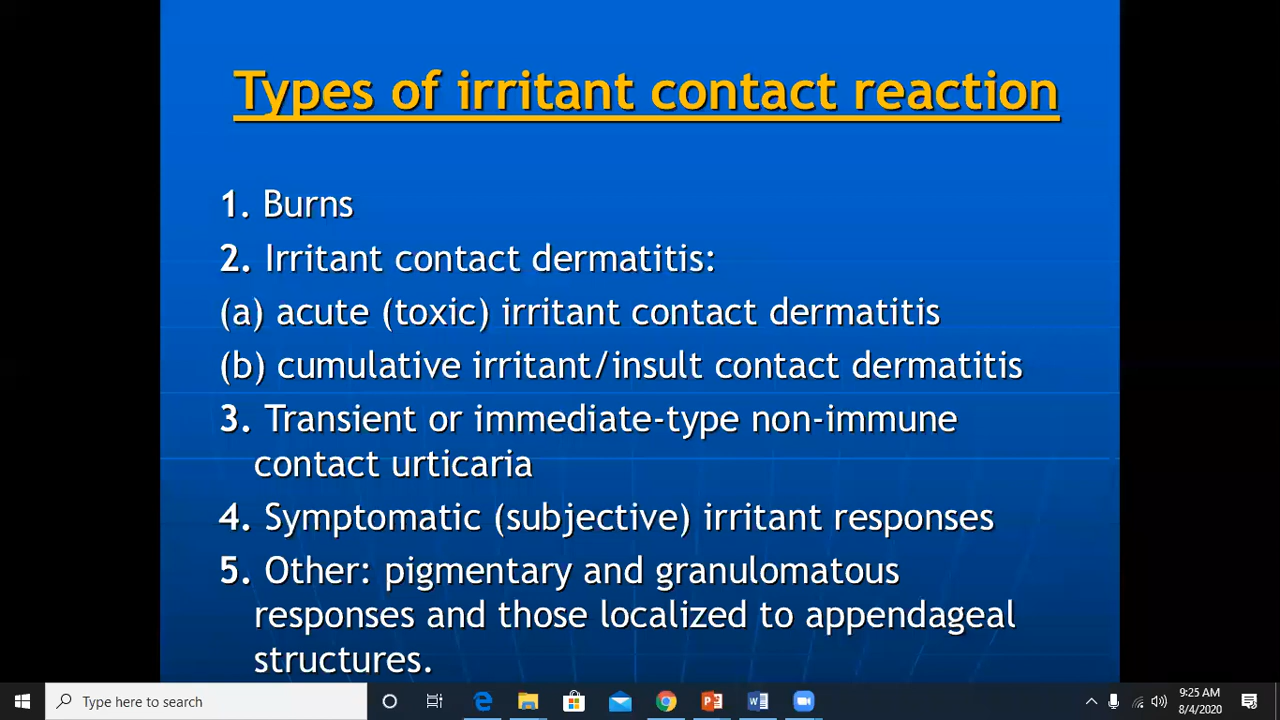 Types of irritant contact reaction
1. Burns
2. Irritant contact dermatitis:
(a) acute (toxic) irritant contact dermatitis
(b) cumulative irritant/insult contact dermatitis
3. Transient or immediate-type non-immune
contact urticaria
4. Symptomatic (subjective) irritant responses
5. Other: pigmentary and granulomatous
responses and those localized to appendageal
structures.
Type here to search
9:25 AM
8/4/2020